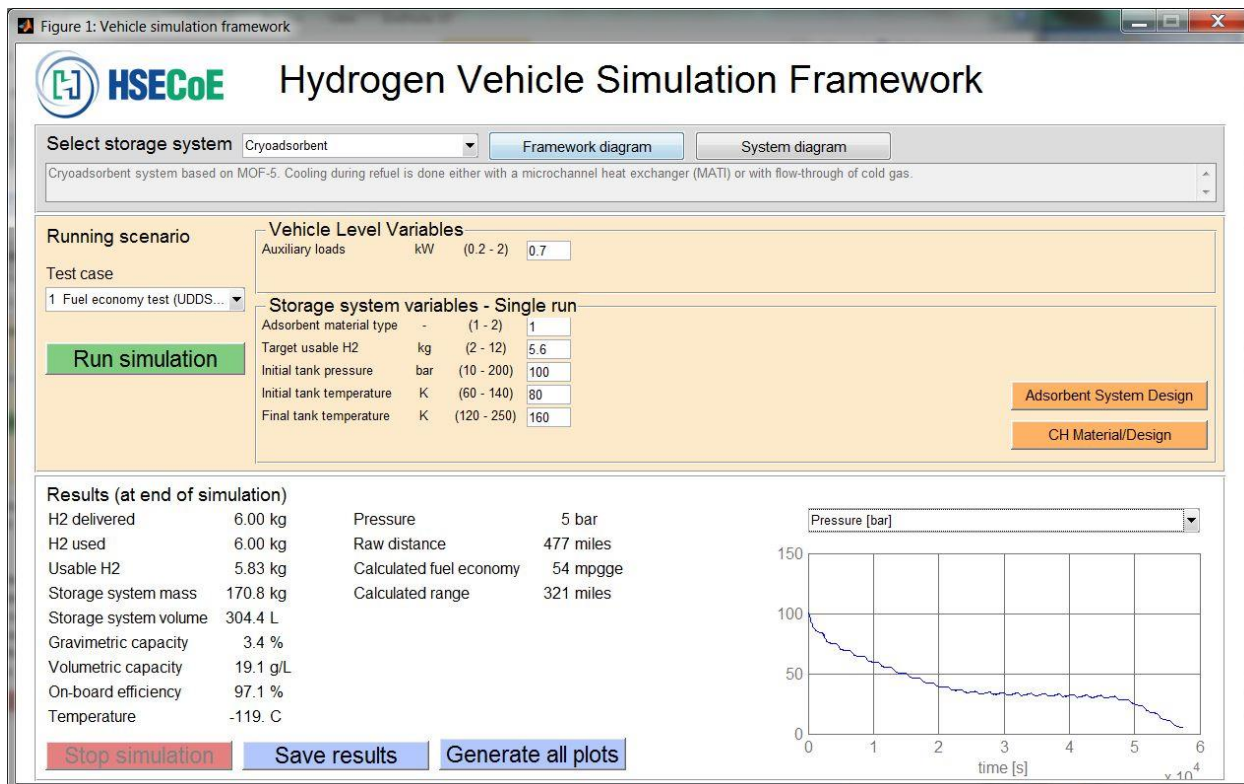 Figure 1: Vehicle simulation framework
HSECoE
Hydrogen Vehicle Simulation Framework
Select storage system Cryoadsorbent Framework diagram System diagram
Cryoadsorbent system based on MOF-5. Cooling during refuel is done either with a microchannel heat exchanger (MATI) or with flow-through of cold gas.
Running scenario
Test case
1 Fuel economy test (UDDS...
Run simulation
Vehicle Level Variables
Auxiliary loads kW (0.2 - 2) 0.7
Storage system variables - Single run
Adsorbent material type - (1 - 2) 1
Target usable H2 kg (2 - 12) 5.6
Initial tank pressure bar (10 - 200) 100
Initial tank temperature K (60 - 140) 80
Final tank temperature K (120 - 250) 160
Adsorbent System Design
CH Material/Design
Results (at end of simulation)
H2 delivered 6.00 kg Pressure 5 bar
H2 used 6.00 kg Raw distance 477 miles
Usable H2 5.83 kg Calculated fuel economy 54 mpgge
Storage system mass 170.8 kg Calculated range 321 miles
Storage system volume 304.4 L
Gravimetric capacity 3.4 %
Volumetric capacity 19.1 g/L
On-board efficiency 97.1 %
Temperature -119. C
Stop simulation Save results Generate all plots
Pressure [bar]
150
100
50
0
0 1 2 3 4 5 6
time [s] x 10^4